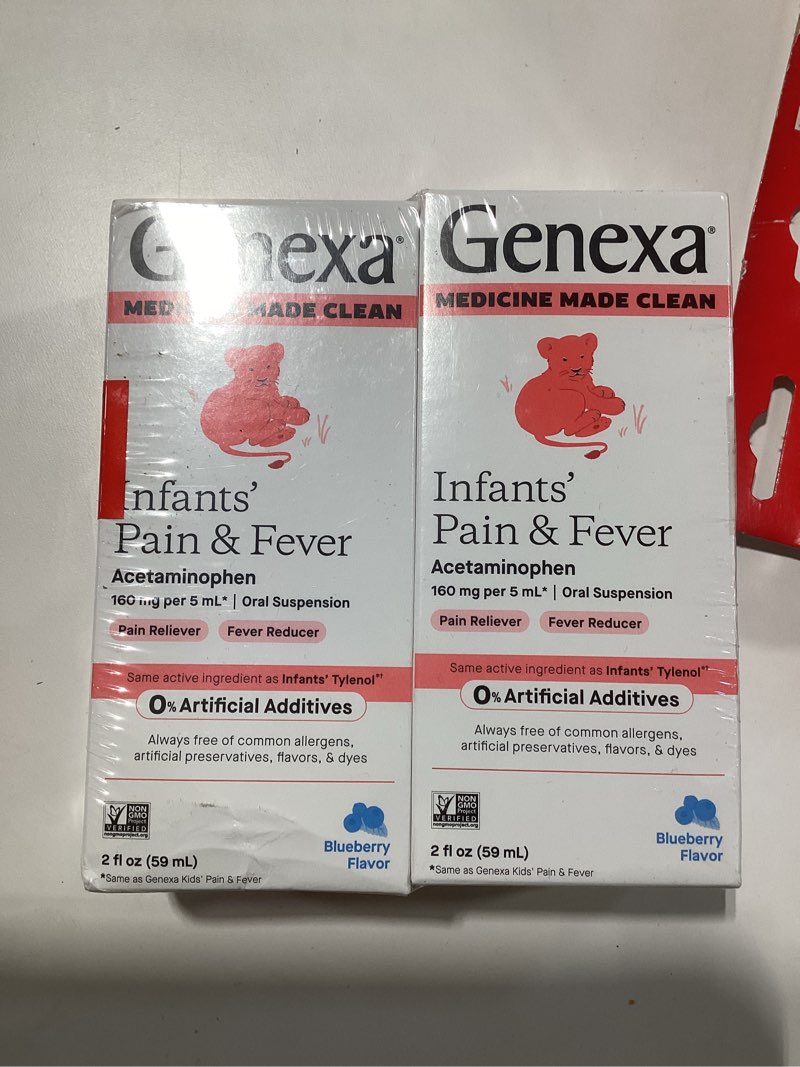 Genexa®
MEDICINE MADE CLEAN
Infants'
Pain & Fever
Acetaminophen
160 mg per 5 mL* | Oral Suspension
Pain Reliever Fever Reducer
Same active ingredient as Infants' Tylenol®†
0% Artificial Additives
Always free of common allergens,
artificial preservatives, flavors, & dyes
NON
GMO
Project
VERIFIED
nongmoproject.org
Blueberry
Flavor
2 fl oz (59 mL)
*Same as Genexa Kids' Pain & Fever
Genexa®
MEDICINE MADE CLEAN
Infants'
Pain & Fever
Acetaminophen
160 mg per 5 mL* | Oral Suspension
Pain Reliever Fever Reducer
Same active ingredient as Infants' Tylenol®†
0% Artificial Additives
Always free of common allergens,
artificial preservatives, flavors, & dyes
NON
GMO
Project
VERIFIED
nongmoproject.org
Blueberry
Flavor
2 fl oz (59 mL)
*Same as Genexa Kids' Pain & Fever